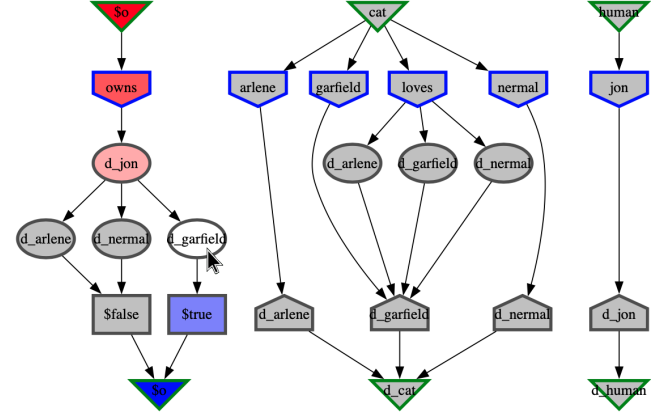 $o
cat
human
owns
arlene
garfield
loves
nermal
jon
d_jon
d_arlene
d_garfield
d_nermal
d_arlene
d_nermal
d_garfield
$false
$true
d_arlene
d_garfield
d_nermal
d_jon
$o
d_cat
d_human